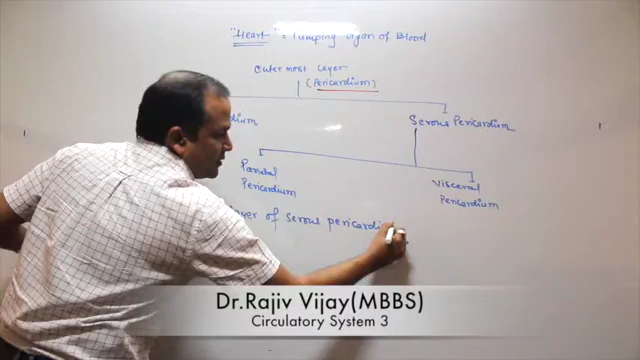 "Heart" = Pumping Organ of Blood
Outer most layer
(Pericardium)
Serous Pericardium
Parietal
Pericardium
Visceral
Pericardium
layer of serous pericardi
Dr.Rajiv Vijay(MBBS)
Circulatory System 3